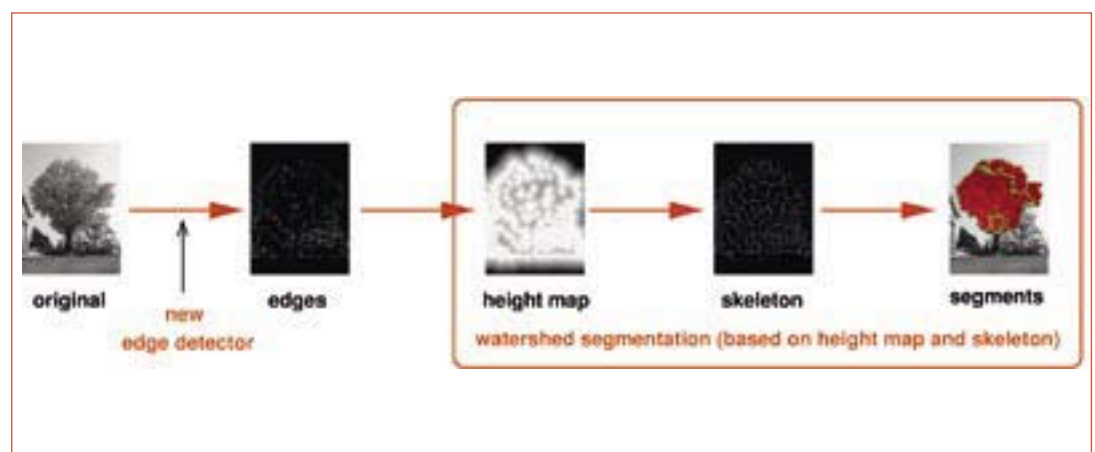 original
new
edge detector
edges
height map
skeleton
segments
watershed segmentation (based on height map and skeleton)